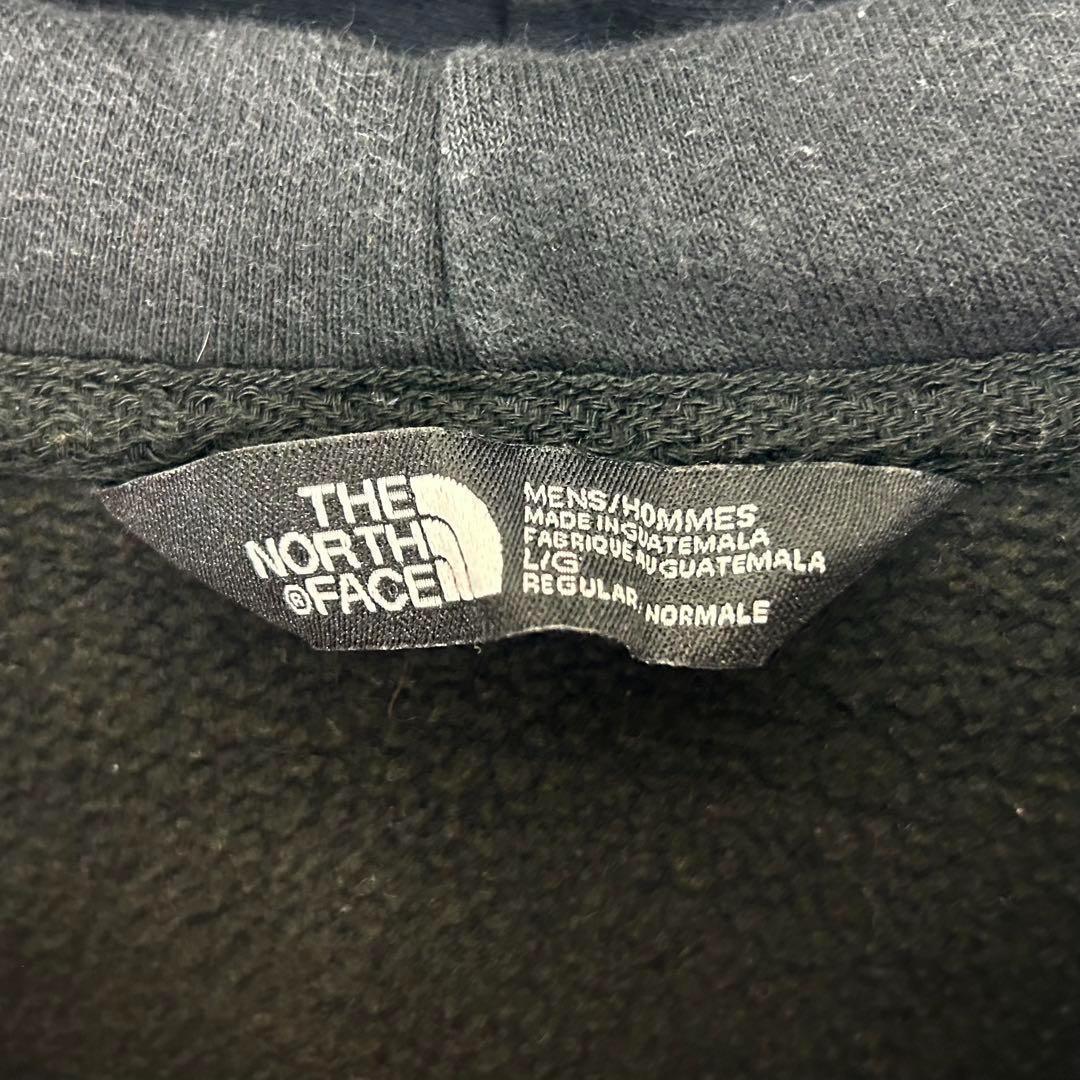 THE
NORTH
®FACE
MENS/HOMMES
MADE IN GUATEMALA
FABRIQUE AU GUATEMALA
L/G
REGULAR/NORMALE